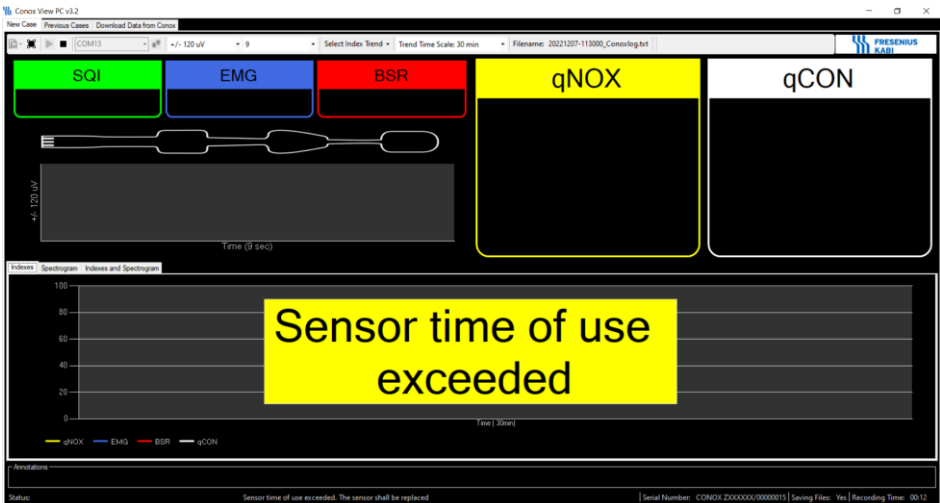 Conox View PC v3.2
New Case Previous Cases Download Data from Conox
COM13 +/- 120 uV 9 Select Index Trend Trend Time Scale: 30 min Filename: 20221207-113000_Conoxlog.txt FRESENIUS
KABI
SQI EMG BSR qNOX qCON
+/- 120 uV
Time (9 sec)
Indexes Spectrogram Indexes and Spectrogram
100
80
60
40
20
0
Sensor time of use
exceeded
Time ( 30min)
qNOX EMG BSR qCON
Annotations
Status: Sensor time of use exceeded. The sensor shall be replaced Serial Number: CONOX ZXXXXXX/00000015 Saving Files: Yes Recording Time: 00:12